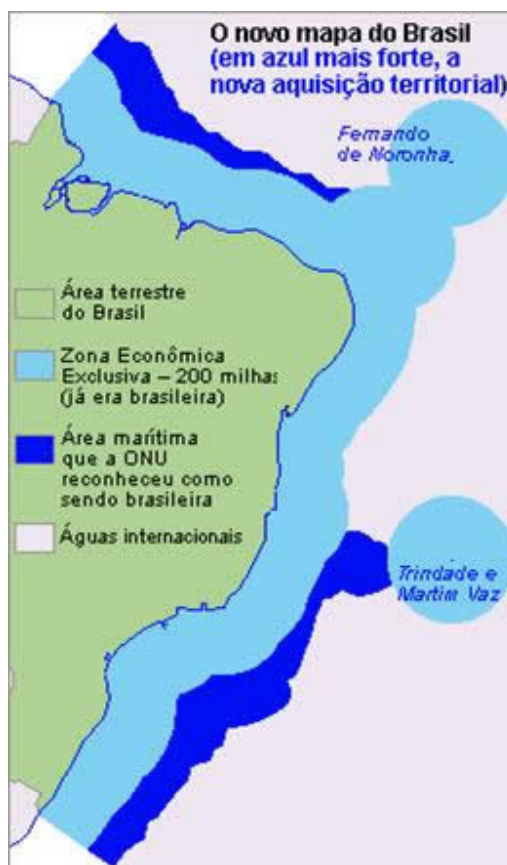 O novo mapa do Brasil
(em azul mais forte, a
nova aquisição territorial)
Fernando
de Noronha
Área terrestre
do Brasil
Zona Econômica
Exclusiva – 200 milhas
(já era brasileira)
Área marítima
que a ONU
reconheceu como
sendo brasileira
Águas internacionais
Trindade e
Martim Vaz